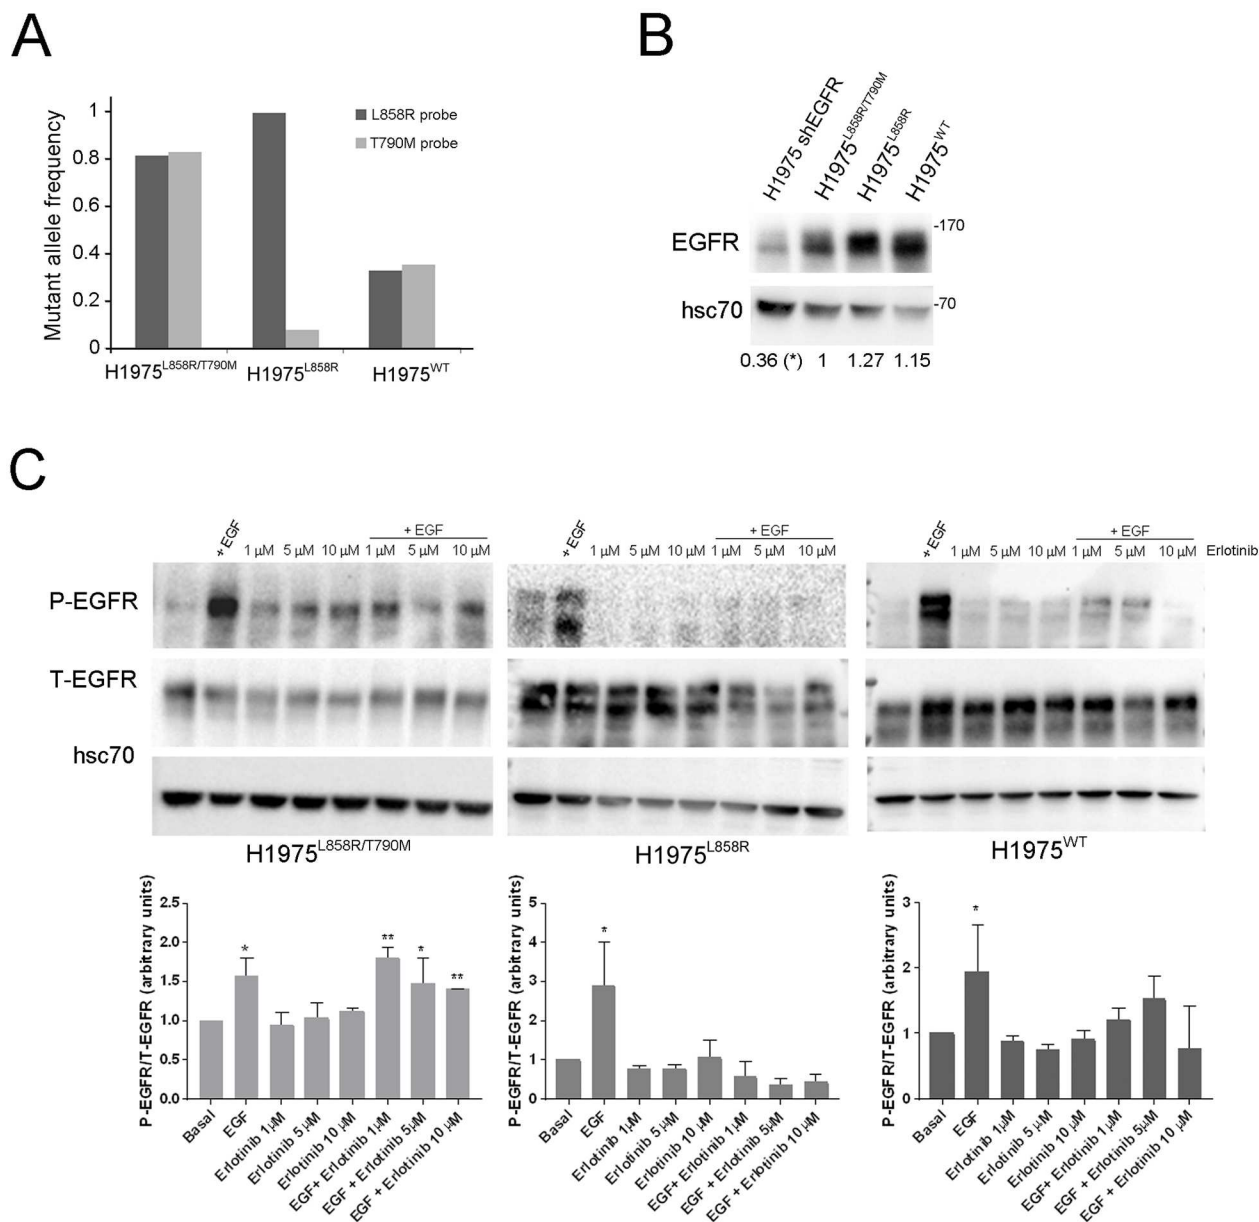 A
Mutant allele frequency
1
0.8
0.6
0.4
0.2
0
L858R probe
T790M probe
H1975L858R/T790M
H1975L858R
H1975WT
B
H1975 shEGFR
H1975L858R/T790M
H1975L858R
H1975WT
EGFR
-170
hsc70
-70
0.36 (*) 1 1.27 1.15
C
+ EGF
+ EGF 1 µM 5 µM 10 µM 1 µM 5 µM 10 µM
+ EGF
+ EGF 1 µM 5 µM 10 µM 1 µM 5 µM 10 µM
+ EGF
+ EGF 1 µM 5 µM 10 µM 1 µM 5 µM 10 µM Erlotinib
P-EGFR
T-EGFR
hsc70
H1975L858R/T790M
H1975L858R
H1975WT
P-EGFR/T-EGFR (arbitrary units)
2.5
2.0
1.5
1.0
0.5
0.0
* ** * **
Basal
EGF
Erlotinib 1µM
Erlotinib 5 µM
Erlotinib 10 µM
EGF+ Erlotinib 1µM
EGF + Erlotinib 5µM
EGF + Erlotinib 10 µM
P-EGFR/T-EGFR (arbitrary units)
5
4
3
2
1
0
*
Basal
EGF
Erlotinib 1µM
Erlotinib 5 µM
Erlotinib 10 µM
EGF+ Erlotinib 1µM
EGF + Erlotinib 5µM
EGF + Erlotinib 10 µM
P-EGFR/T-EGFR (arbitrary units)
3
2
1
0
*
Basal
EGF
Erlotinib 1µM
Erlotinib 5 µM
Erlotinib 10 µM
EGF+ Erlotinib 1µM
EGF + Erlotinib 5µM
EGF + Erlotinib 10 µM